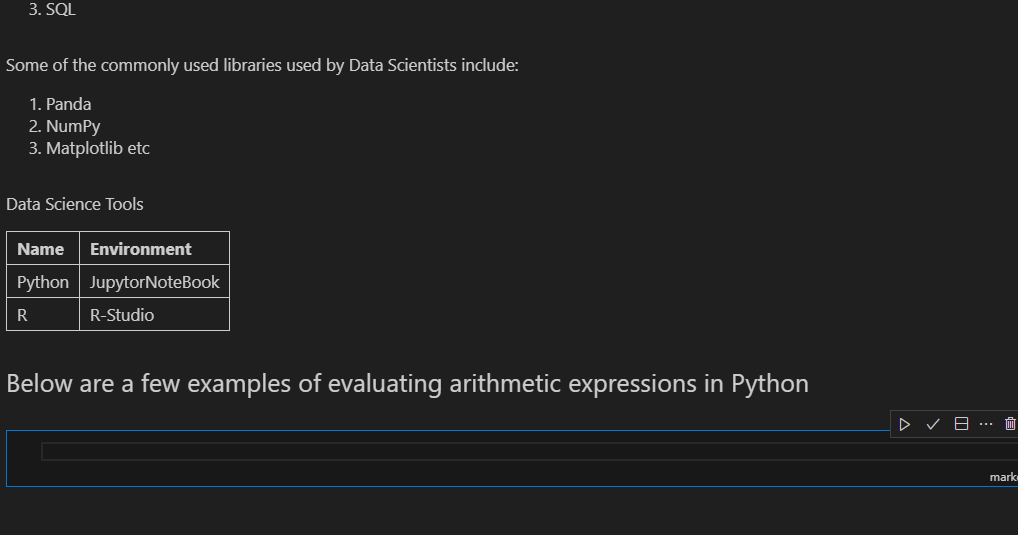 3. SQL
Some of the commonly used libraries used by Data Scientists include:
1. Panda
2. NumPy
3. Matplotlib etc
Data Science Tools
Name Environment
Python JupytorNoteBook
R R-Studio
Below are a few examples of evaluating arithmetic expressions in Python